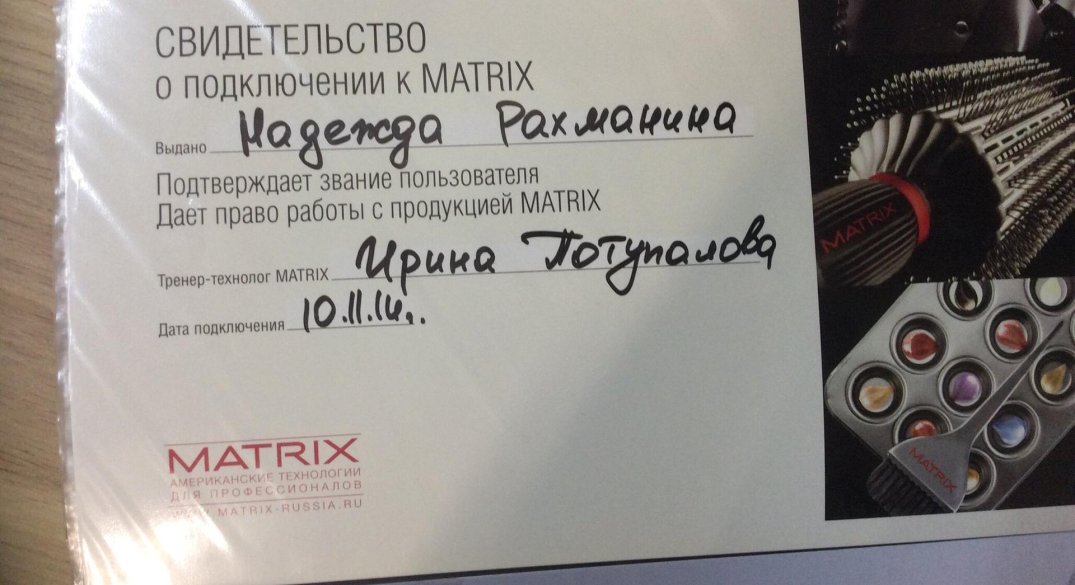 СВИДЕТЕЛЬСТВО
О ПОДКЛЮЧЕНИИ К MATRIX
Выдано Надежда Рахманина
Подтверждает звание пользователя
Дает право работы с продукцией MATRIX
Тренер-технолог MATRIX Ирина Потупалова
Дата подключения 10.11.14г.
MATRIX
АМЕРИКАНСКИЕ ТЕХНОЛОГИИ
ДЛЯ ПРОФЕССИОНАЛОВ
WWW.MATRIX-RUSSIA.RU
MATRIX
MATRIX